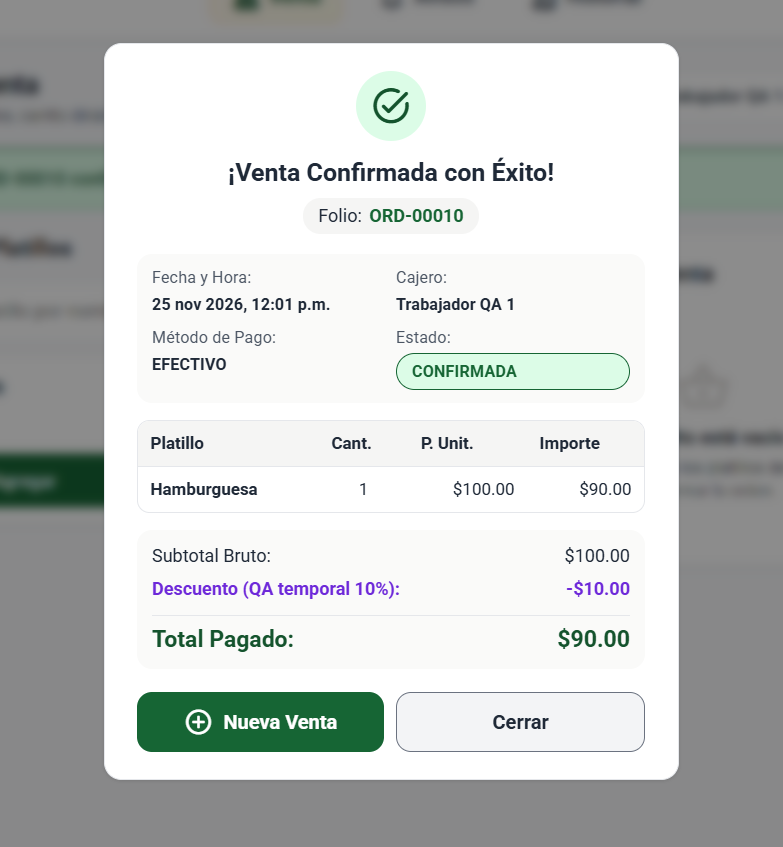 ¡Venta Confirmada con Éxito!
Folio: ORD-00010
Fecha y Hora: Cajero:
25 nov 2026, 12:01 p.m. Trabajador QA 1
Método de Pago: Estado:
EFECTIVO CONFIRMADA
Platillo Cant. P. Unit. Importe
Hamburguesa 1 $100.00 $90.00
Subtotal Bruto: $100.00
Descuento (QA temporal 10%): -$10.00
Total Pagado: $90.00
Nueva Venta Cerrar